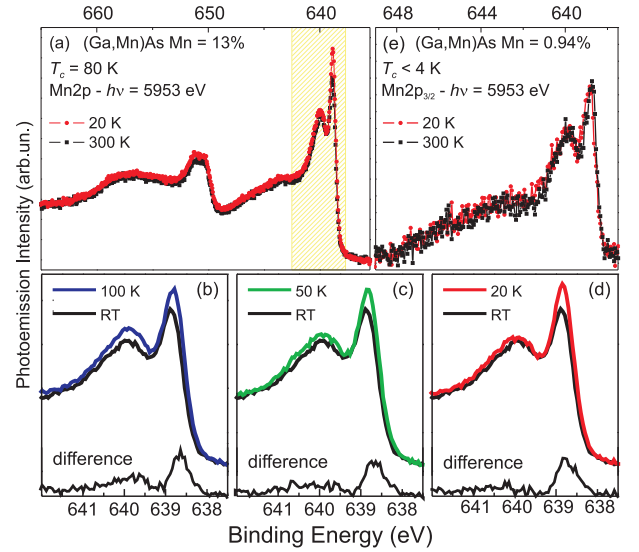 660 650 640
648 644 640
(a) (Ga,Mn)As Mn = 13%
Tc = 80 K
Mn2p - hν = 5953 eV
20 K
300 K
(e) (Ga,Mn)As Mn = 0.94%
Tc < 4 K
Mn2p3/2 - hν = 5953 eV
20 K
300 K
Photoemission Intensity (arb.un.)
100 K (b)
RT
difference
50 K (c)
RT
difference
20 K (d)
RT
difference
641 640 639 638
641 640 639 638
641 640 639 638
Binding Energy (eV)